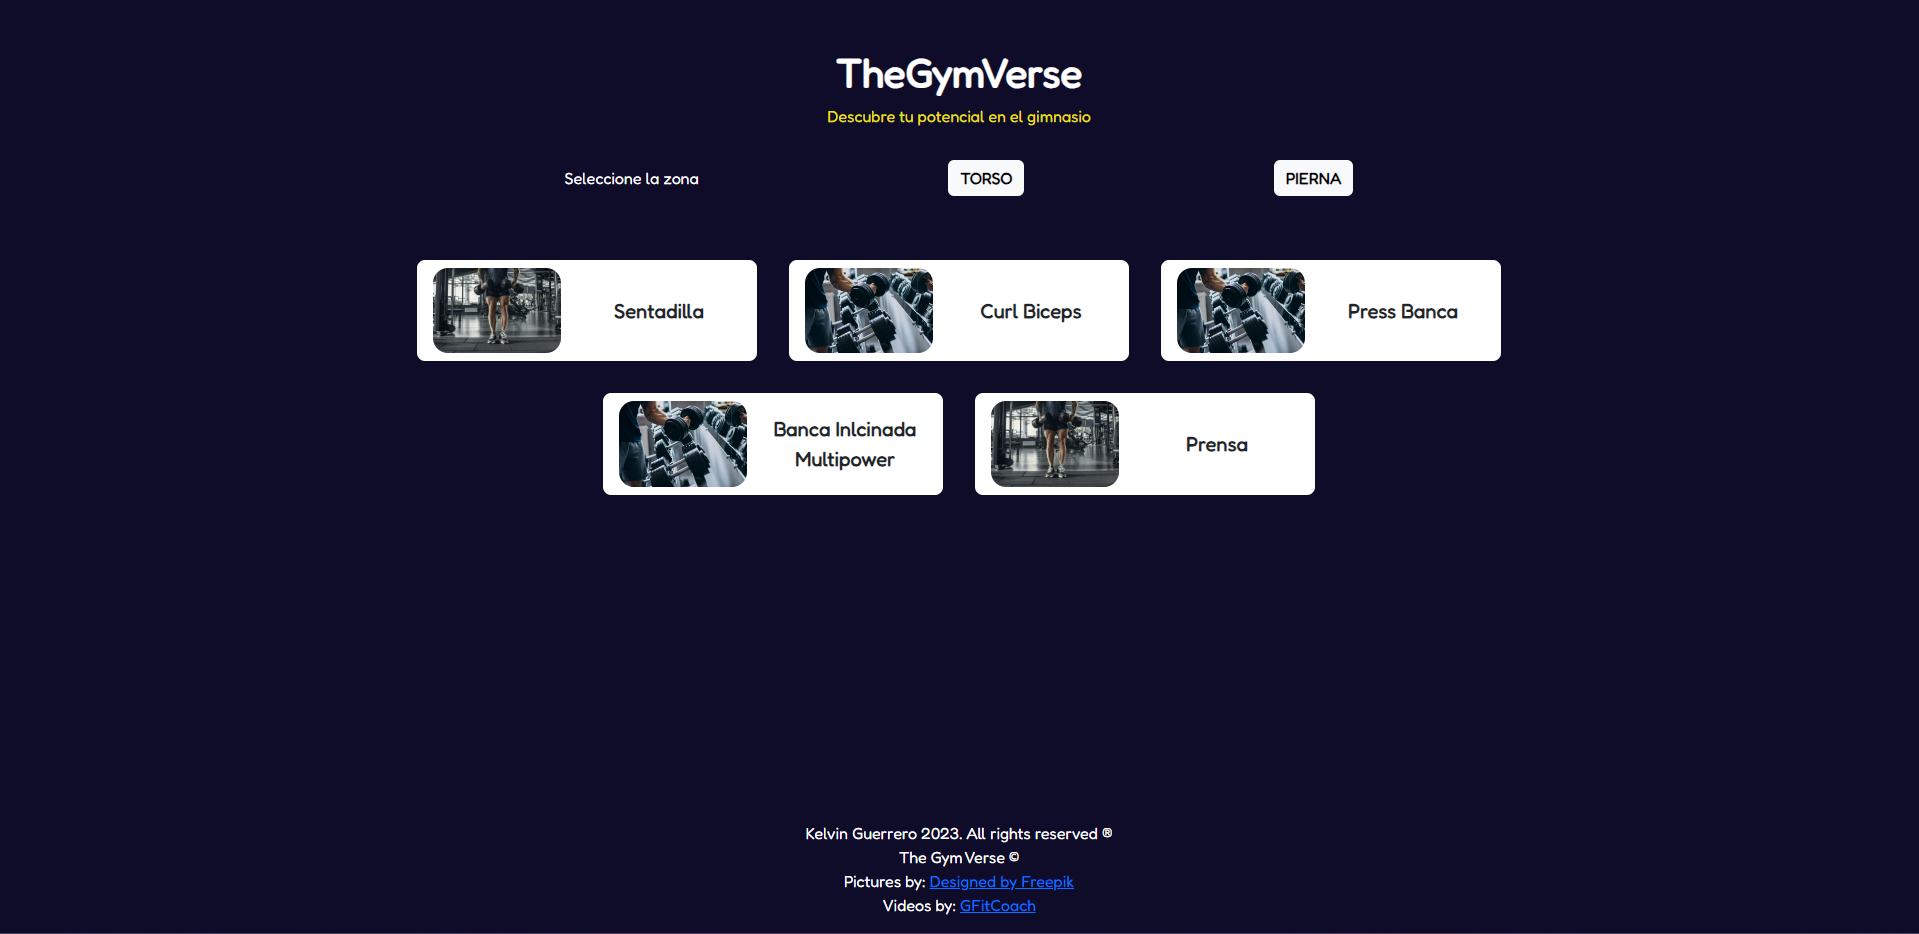 TheGymVerse
Descubre tu potencial en el gimnasio
Seleccione la zona
TORSO
PIERNA
Sentadilla
Curl Biceps
Press Banca
Banca Inlcinada
Multipower
Prensa
Kelvin Guerrero 2023. All rights reserved ®
The Gym Verse ©
Pictures by: Designed by Freepik
Videos by: GFitCoach